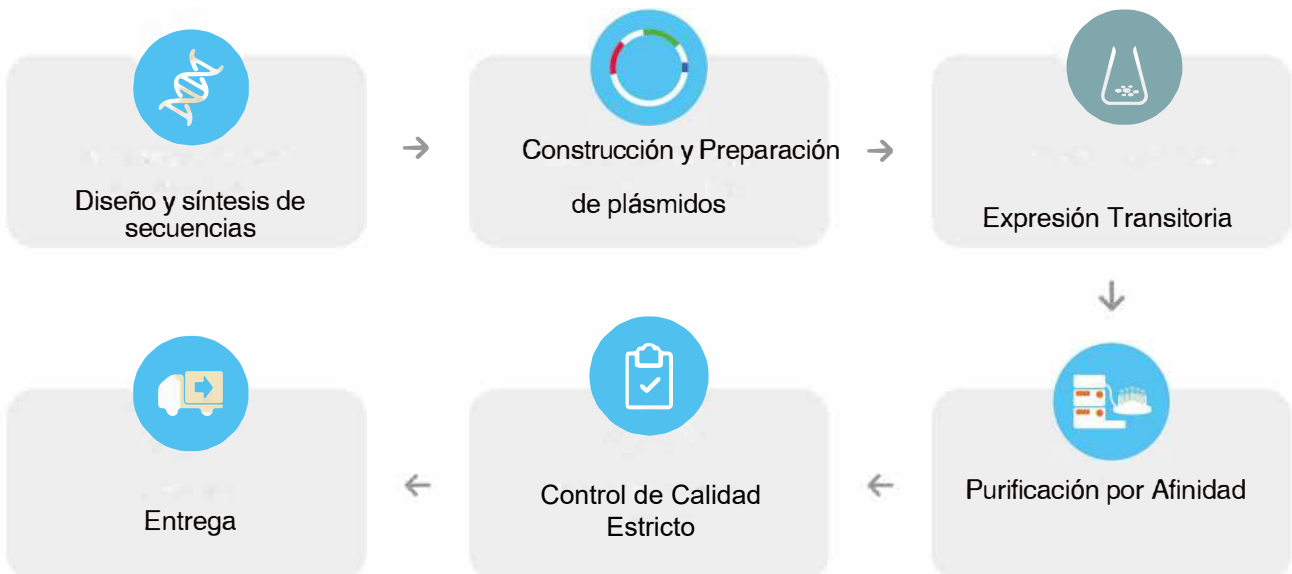 Diseño y síntesis de
secuencias
Construcción y Preparación
de plásmidos
Expresión Transitoria
Purificación por Afinidad
Control de Calidad
Estricto
Entrega